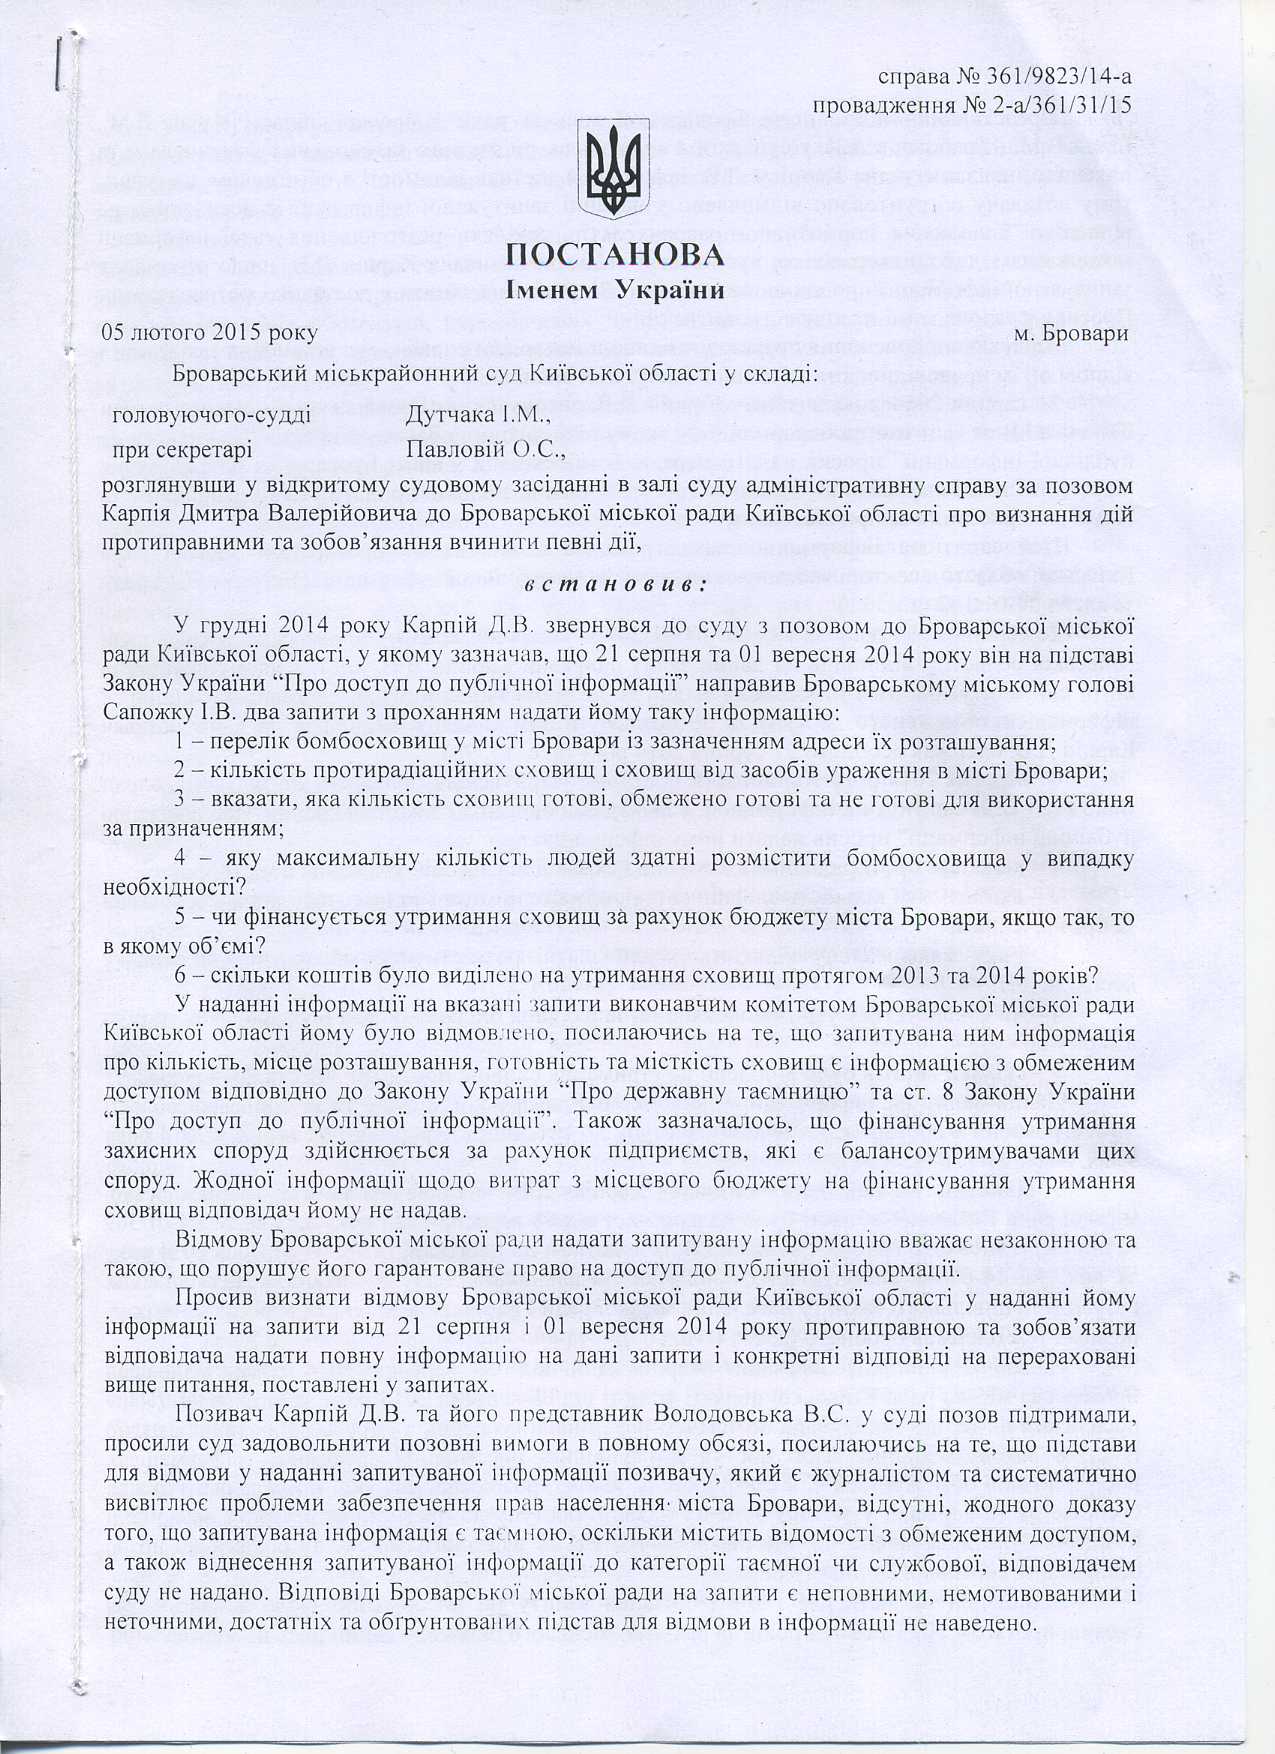 справа № 361/9823/14-а
провадження № 2-а/361/31/15
ПОСТАНОВА
Іменем України
05 лютого 2015 року м. Бровари
Броварський міськрайонний суд Київської області у складі:
головуючого-судді Дутчака І.М.,
при секретарі Павловій О.С.,
розглянувши у відкритому судовому засіданні в залі суду адміністративну справу за позовом
Карпія Дмитра Валерійовича до Броварської міської ради Київської області про визнання дій
протиправними та зобов’язання вчинити певні дії,
в с т а н о в и в :
У грудні 2014 року Карпій Д.В. звернувся до суду з позовом до Броварської міської
ради Київської області, у якому зазначав, що 21 серпня та 01 вересня 2014 року він на підставі
Закону України “Про доступ до публічної інформації” направив Броварському міському голові
Сапожку І.В. два запити з проханням надати йому таку інформацію:
1 – перелік бомбосховищ у місті Бровари із зазначенням адреси їх розташування;
2 – кількість протирадіаційних сховищ і сховищ від засобів ураження в місті Бровари;
3 – вказати, яка кількість сховищ готові, обмежено готові та не готові для використання
за призначенням;
4 – яку максимальну кількість людей здатні розмістити бомбосховища у випадку
необхідності?
5 – чи фінансується утримання сховищ за рахунок бюджету міста Бровари, якщо так, то
в якому об’ємі?
6 – скільки коштів було виділено на утримання сховищ протягом 2013 та 2014 років?
У наданні інформації на вказані запити виконавчим комітетом Броварської міської ради
Київської області йому було відмовлено, посилаючись на те, що запитувана ним інформація
про кількість, місце розташування, готовність та місткість сховищ є інформацією з обмеженим
доступом відповідно до Закону України “Про державну таємницю” та ст. 8 Закону України
“Про доступ до публічної інформації”. Також зазначалось, що фінансування утримання
захисних споруд здійснюється за рахунок підприємств, які є балансоутримувачами цих
споруд. Жодної інформації щодо витрат з місцевого бюджету на фінансування утримання
сховищ відповідач йому не надав.
Відмову Броварської міської ради надати запитувану інформацію вважає незаконною та
такою, що порушує його гарантоване право на доступ до публічної інформації.
Просив визнати відмову Броварської міської ради Київської області у наданні йому
інформації на запити від 21 серпня і 01 вересня 2014 року протиправною та зобов’язати
відповідача надати повну інформацію на дані запити і конкретні відповіді на перераховані
вище питання, поставлені у запитах.
Позивач Карпій Д.В. та його представник Володовська В.С. у суді позов підтримали,
просили суд задовольнити позовні вимоги в повному обсязі, посилаючись на те, що підстави
для відмови у наданні запитуваної інформації позивачу, який є журналістом та систематично
висвітлює проблеми забезпечення прав населення міста Бровари, відсутні, жодного доказу
того, що запитувана інформація є таємною, оскільки містить відомості з обмеженим доступом,
а також віднесення запитуваної інформації до категорії таємної чи службової, відповідачем
суду не надано. Відповіді Броварської міської ради на запити є неповними, немотивованими і
неточними, достатніх та обґрунтованих підстав для відмови в інформації не наведено.